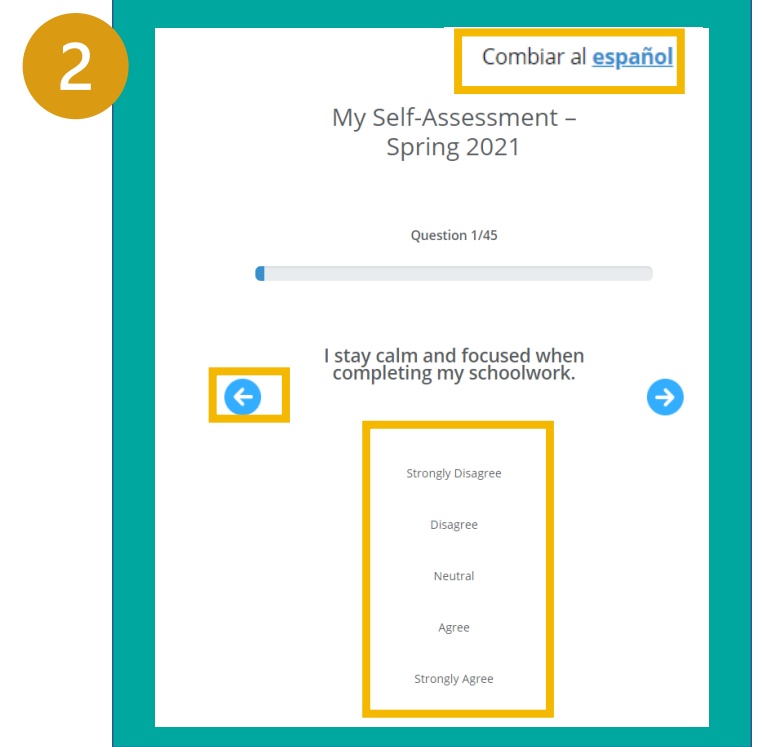 2
Combiar al español
My Self-Assessment –
Spring 2021
Question 1/45
I stay calm and focused when
completing my schoolwork.
Strongly Disagree
Disagree
Neutral
Agree
Strongly Agree